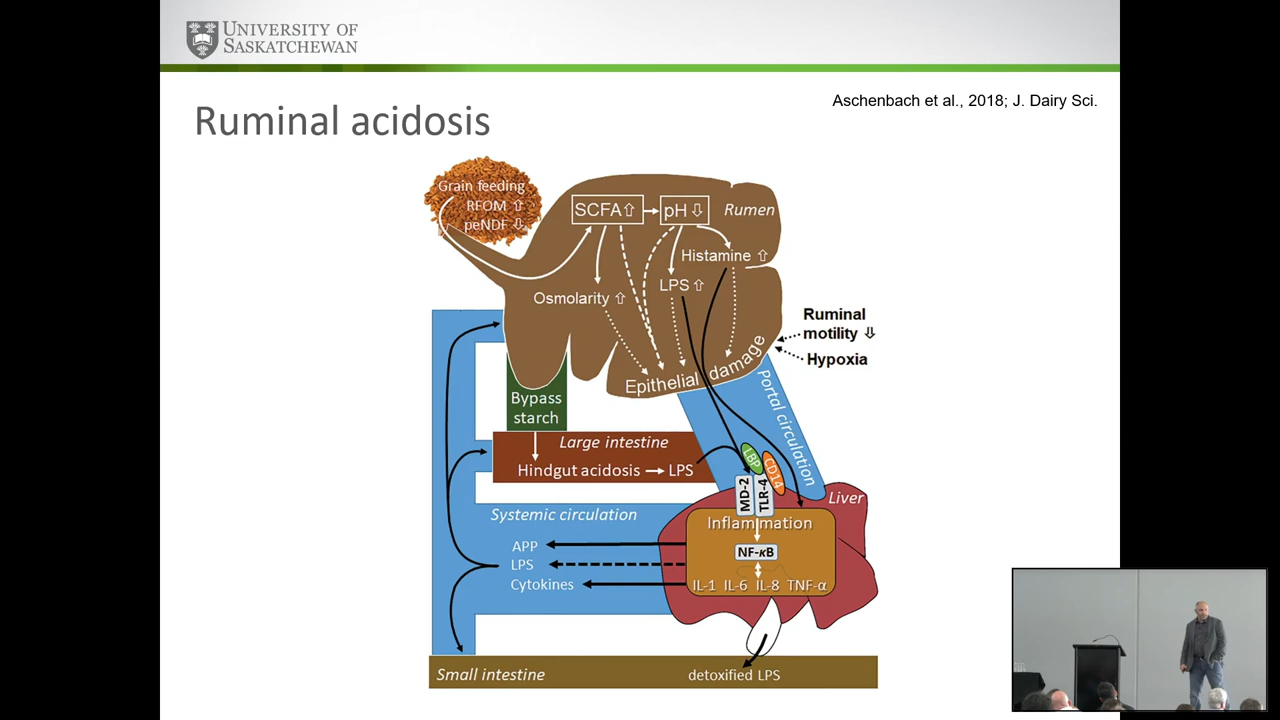 UNIVERSITY OF
SASKATCHEWAN
Ruminal acidosis
Aschenbach et al., 2018; J. Dairy Sci.
Grain feeding
RFOM ⇧
peNDF ⇩
SCFA⇧
pH ⇩
Rumen
Histamine ⇧
LPS ⇧
Osmolarity ⇧
Ruminal
motility ⇩
Hypoxia
Epithelial damage
Bypass
starch
Portal circulation
Large intestine
Hindgut acidosis
LPS
LBP
CD14
MD-2
TLR-4
Liver
Systemic circulation
Inflammation
APP
NF-κB
LPS
Cytokines
IL-1 IL-6 IL-8 TNF-α
Small intestine
detoxified LPS